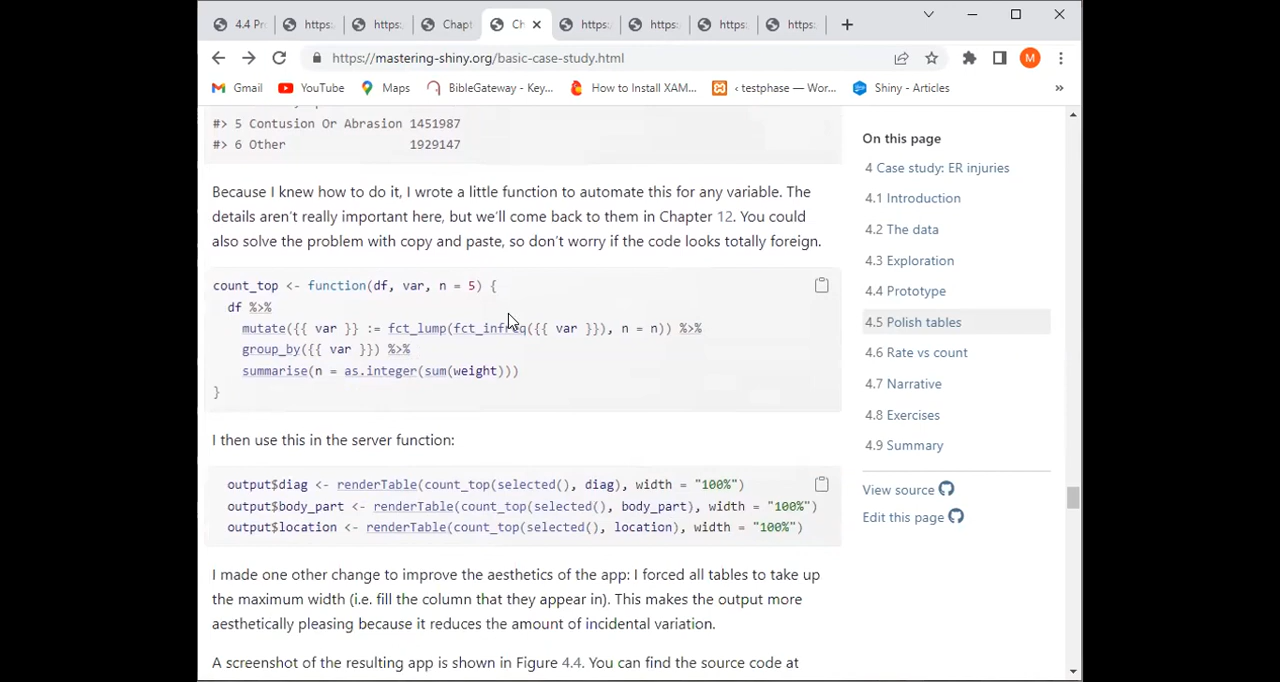 4.4 Pr
https:
https:
Chapt
Ch
https:
https:
https:
https:
https://mastering-shiny.org/basic-case-study.html
M
Gmail
YouTube
Maps
BibleGateway - Key...
How to Install XAM...
‹ testphase — Wor...
Shiny - Articles
»
#> 5 Contusion Or Abrasion 1451987
#> 6 Other 1929147
Because I knew how to do it, I wrote a little function to automate this for any variable. The
details aren't really important here, but we'll come back to them in Chapter 12. You could
also solve the problem with copy and paste, so don't worry if the code looks totally foreign.
count_top <- function(df, var, n = 5) {
df %>%
mutate({{ var }} := fct_lump(fct_infreq({{ var }}), n = n)) %>%
group_by({{ var }}) %>%
summarise(n = as.integer(sum(weight)))
}
I then use this in the server function:
output$diag <- renderTable(count_top(selected(), diag), width = "100%")
output$body_part <- renderTable(count_top(selected(), body_part), width = "100%")
output$location <- renderTable(count_top(selected(), location), width = "100%")
I made one other change to improve the aesthetics of the app: I forced all tables to take up
the maximum width (i.e. fill the column that they appear in). This makes the output more
aesthetically pleasing because it reduces the amount of incidental variation.
A screenshot of the resulting app is shown in Figure 4.4. You can find the source code at
On this page
4 Case study: ER injuries
4.1 Introduction
4.2 The data
4.3 Exploration
4.4 Prototype
4.5 Polish tables
4.6 Rate vs count
4.7 Narrative
4.8 Exercises
4.9 Summary
View source
Edit this page